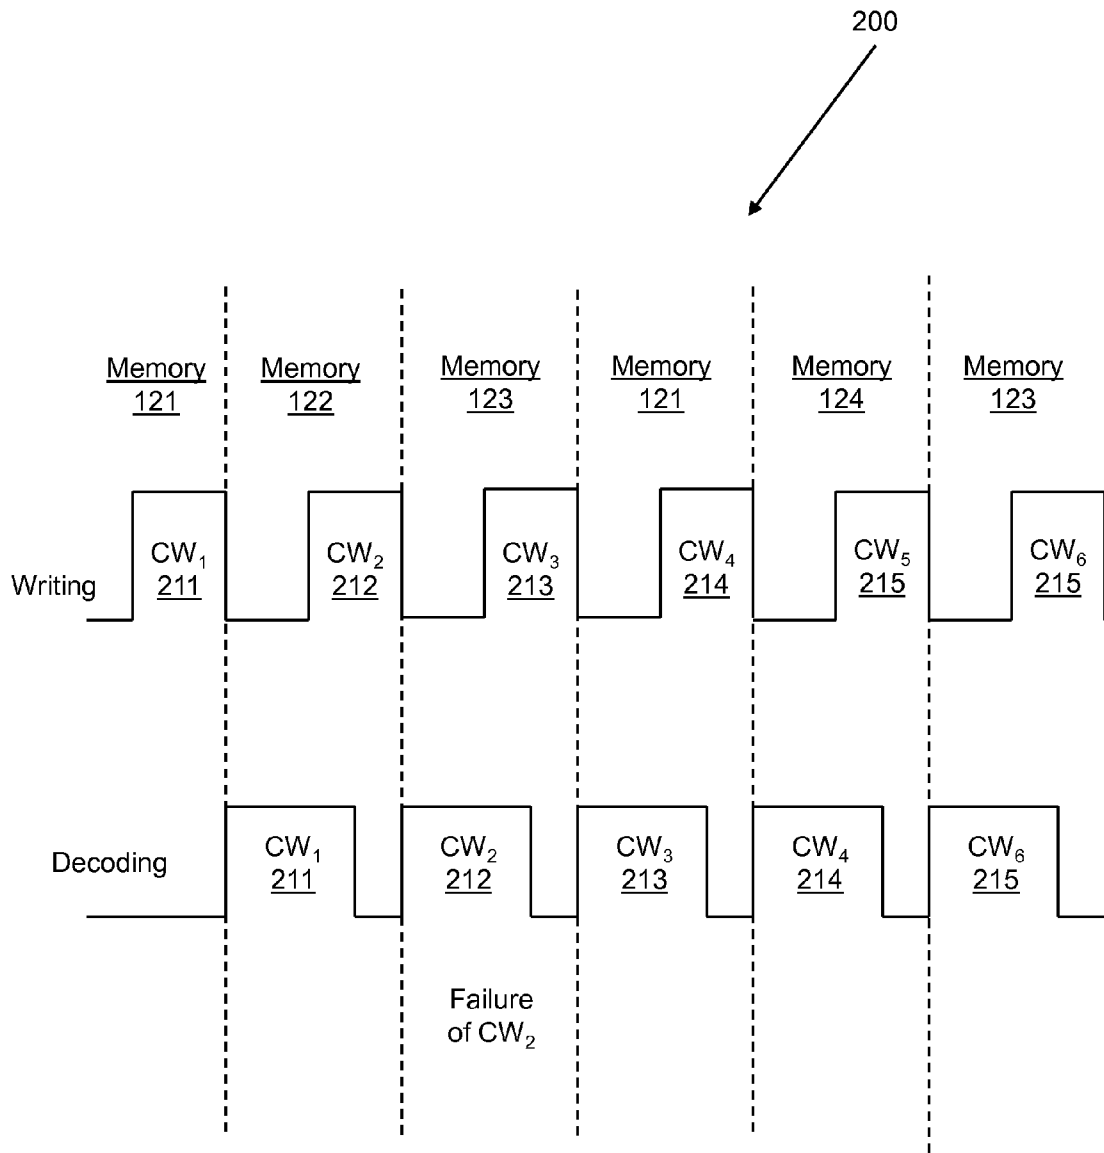 200
Memory Memory Memory Memory Memory Memory
121 122 123 121 124 123
CW₁ CW₂ CW₃ CW₄ CW₅ CW₆
Writing 211 212 213 214 215 215
CW₁ CW₂ CW₃ CW₄ CW₆
Decoding 211 212 213 214 215
Failure
of CW₂